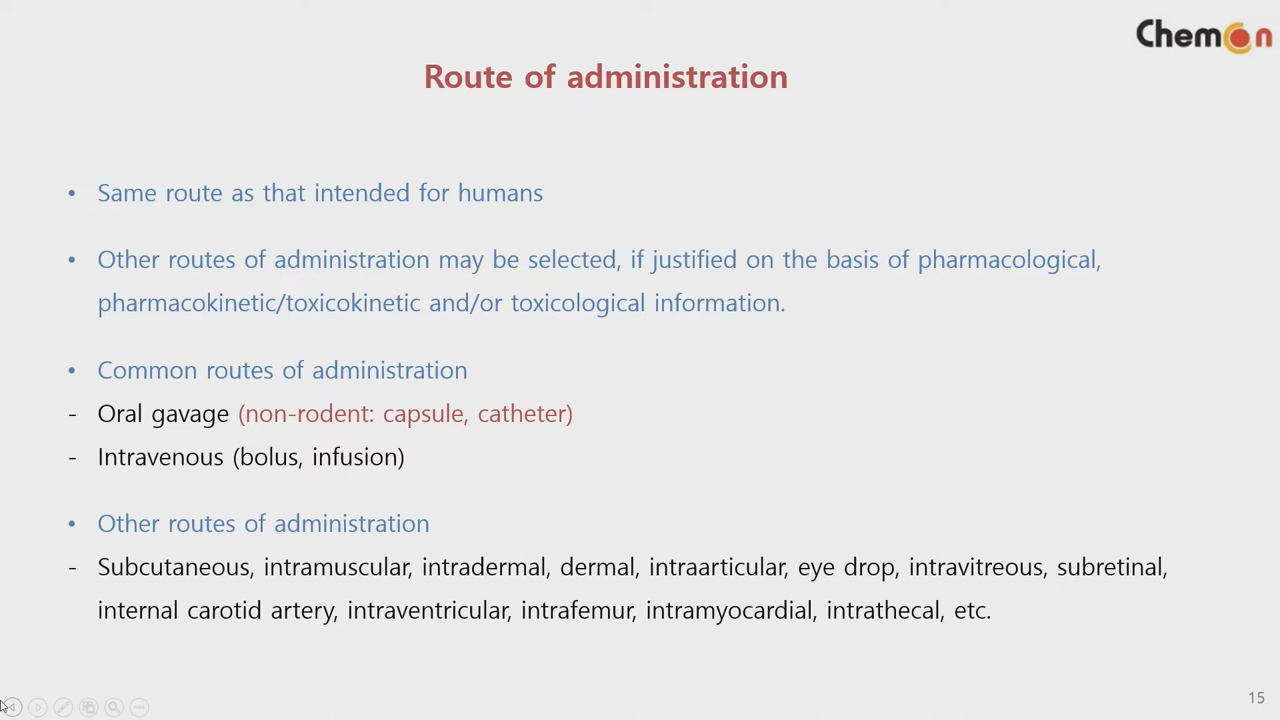 ChemOn
Route of administration
• Same route as that intended for humans
• Other routes of administration may be selected, if justified on the basis of pharmacological,
pharmacokinetic/toxicokinetic and/or toxicological information.
• Common routes of administration
- Oral gavage (non-rodent: capsule, catheter)
- Intravenous (bolus, infusion)
• Other routes of administration
- Subcutaneous, intramuscular, intradermal, dermal, intraarticular, eye drop, intravitreous, subretinal,
internal carotid artery, intraventricular, intrafemur, intramyocardial, intrathecal, etc.
15